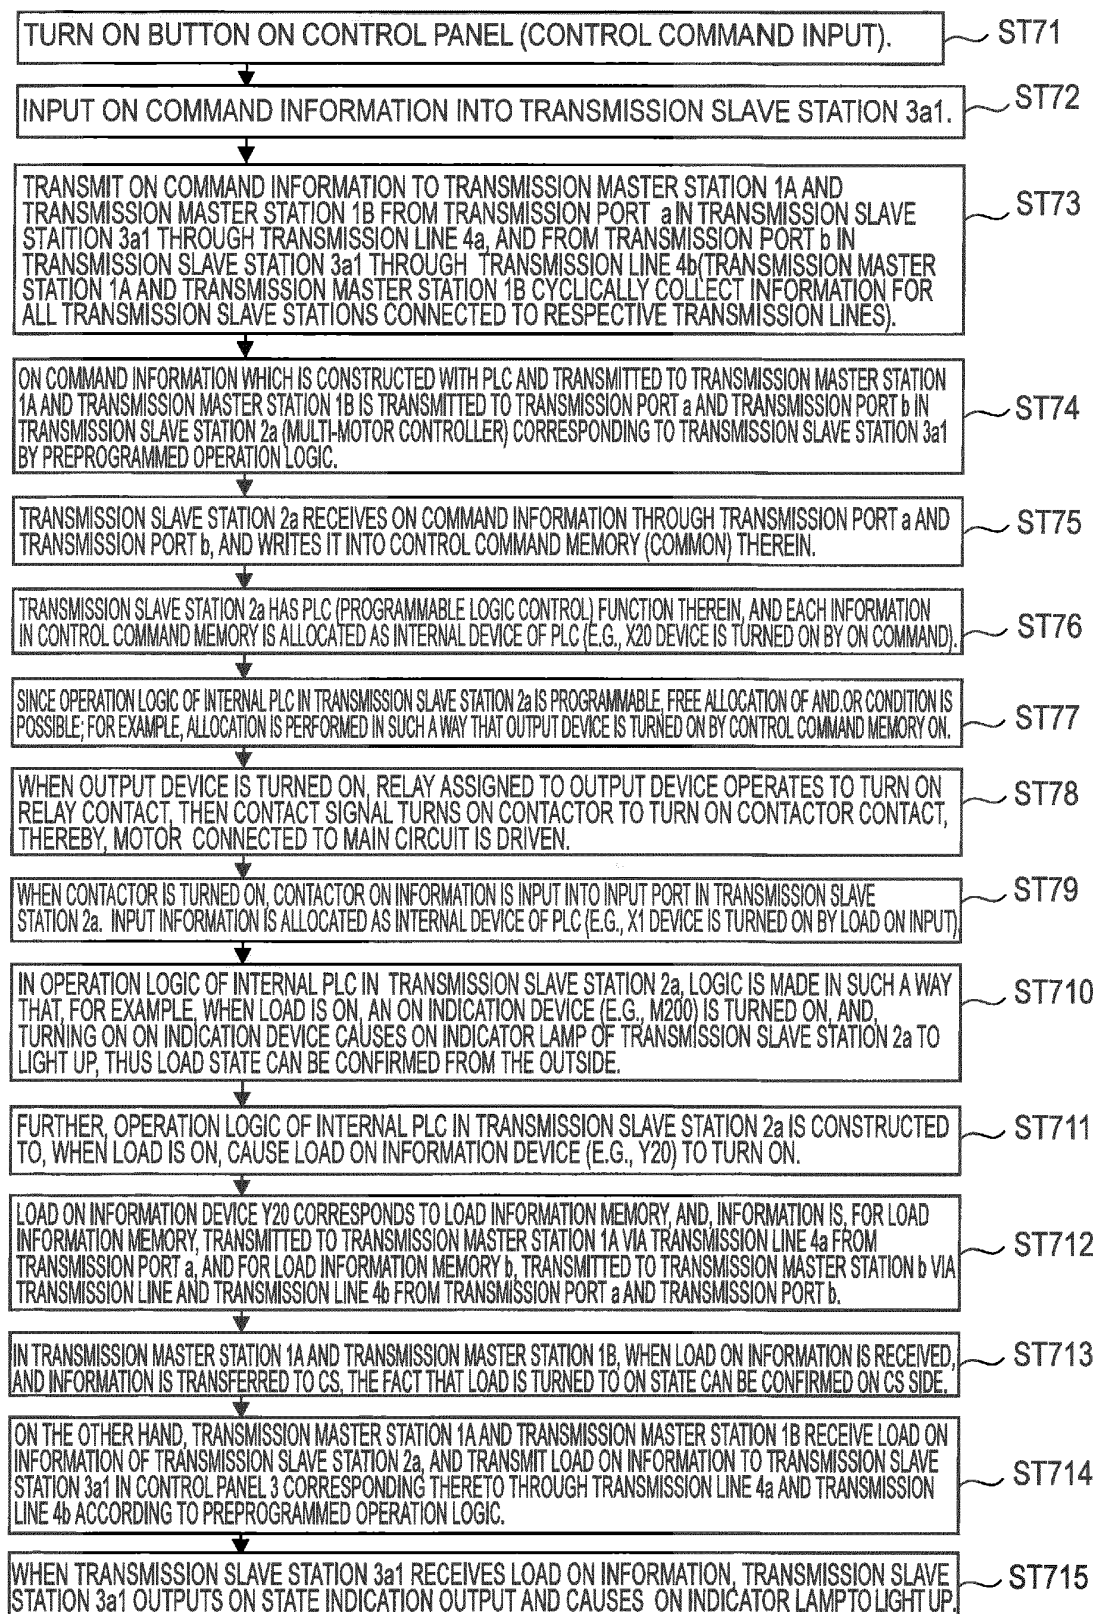 TURN ON BUTTON ON CONTROL PANEL (CONTROL COMMAND INPUT).
ST71
INPUT ON COMMAND INFORMATION INTO TRANSMISSION SLAVE STATION 3a1.
ST72
TRANSMIT ON COMMAND INFORMATION TO TRANSMISSION MASTER STATION 1A AND
TRANSMISSION MASTER STATION 1B FROM TRANSMISSION PORT a IN TRANSMISSION SLAVE
STAITION 3a1 THROUGH TRANSMISSION LINE 4a, AND FROM TRANSMISSION PORT b IN
TRANSMISSION SLAVE STATION 3a1 THROUGH TRANSMISSION LINE 4b(TRANSMISSION MASTER
STATION 1A AND TRANSMISSION MASTER STATION 1B CYCLICALLY COLLECT INFORMATION FOR
ALL TRANSMISSION SLAVE STATIONS CONNECTED TO RESPECTIVE TRANSMISSION LINES).
ST73
ON COMMAND INFORMATION WHICH IS CONSTRUCTED WITH PLC AND TRANSMITTED TO TRANSMISSION MASTER STATION
1A AND TRANSMISSION MASTER STATION 1B IS TRANSMITTED TO TRANSMISSION PORT a AND TRANSMISSION PORT b IN
TRANSMISSION SLAVE STATION 2a (MULTI-MOTOR CONTROLLER) CORRESPONDING TO TRANSMISSION SLAVE STATION 3a1
BY PREPROGRAMMED OPERATION LOGIC.
ST74
TRANSMISSION SLAVE STATION 2a RECEIVES ON COMMAND INFORMATION THROUGH TRANSMISSION PORT a AND
TRANSMISSION PORT b, AND WRITES IT INTO CONTROL COMMAND MEMORY (COMMON) THEREIN.
ST75
TRANSMISSION SLAVE STATION 2a HAS PLC (PROGRAMMABLE LOGIC CONTROL) FUNCTION THEREIN, AND EACH INFORMATION
IN CONTROL COMMAND MEMORY IS ALLOCATED AS INTERNAL DEVICE OF PLC (E.G., X20 DEVICE IS TURNED ON BY ON COMMAND).
ST76
SINCE OPERATION LOGIC OF INTERNAL PLC IN TRANSMISSION SLAVE STATION 2a IS PROGRAMMABLE, FREE ALLOCATION OF AND.OR CONDITION IS
POSSIBLE; FOR EXAMPLE, ALLOCATION IS PERFORMED IN SUCH A WAY THAT OUTPUT DEVICE IS TURNED ON BY CONTROL COMMAND MEMORY ON.
ST77
WHEN OUTPUT DEVICE IS TURNED ON, RELAY ASSIGNED TO OUTPUT DEVICE OPERATES TO TURN ON
RELAY CONTACT, THEN CONTACT SIGNAL TURNS ON CONTACTOR TO TURN ON CONTACTOR CONTACT,
THEREBY, MOTOR CONNECTED TO MAIN CIRCUIT IS DRIVEN.
ST78
WHEN CONTACTOR IS TURNED ON, CONTACTOR ON INFORMATION IS INPUT INTO INPUT PORT IN TRANSMISSION SLAVE
STATION 2a. INPUT INFORMATION IS ALLOCATED AS INTERNAL DEVICE OF PLC (E.G., X1 DEVICE IS TURNED ON BY LOAD ON INPUT).
ST79
IN OPERATION LOGIC OF INTERNAL PLC IN TRANSMISSION SLAVE STATION 2a, LOGIC IS MADE IN SUCH A WAY
THAT, FOR EXAMPLE, WHEN LOAD IS ON, AN ON INDICATION DEVICE (E.G., M200) IS TURNED ON, AND,
TURNING ON ON INDICATION DEVICE CAUSES ON INDICATOR LAMP OF TRANSMISSION SLAVE STATION 2a TO
LIGHT UP, THUS LOAD STATE CAN BE CONFIRMED FROM THE OUTSIDE.
ST710
FURTHER, OPERATION LOGIC OF INTERNAL PLC IN TRANSMISSION SLAVE STATION 2a IS CONSTRUCTED
TO, WHEN LOAD IS ON, CAUSE LOAD ON INFORMATION DEVICE (E.G., Y20) TO TURN ON.
ST711
LOAD ON INFORMATION DEVICE Y20 CORRESPONDS TO LOAD INFORMATION MEMORY, AND, INFORMATION IS, FOR LOAD
INFORMATION MEMORY, TRANSMITTED TO TRANSMISSION MASTER STATION 1A VIA TRANSMISSION LINE 4a FROM
TRANSMISSION PORT a, AND FOR LOAD INFORMATION MEMORY b, TRANSMITTED TO TRANSMISSION MASTER STATION b VIA
TRANSMISSION LINE AND TRANSMISSION LINE 4b FROM TRANSMISSION PORT a AND TRANSMISSION PORT b.
ST712
IN TRANSMISSION MASTER STATION 1A AND TRANSMISSION MASTER STATION 1B, WHEN LOAD ON INFORMATION IS RECEIVED,
AND INFORMATION IS TRANSFERRED TO CS, THE FACT THAT LOAD IS TURNED TO ON STATE CAN BE CONFIRMED ON CS SIDE.
ST713
ON THE OTHER HAND, TRANSMISSION MASTER STATION 1A AND TRANSMISSION MASTER STATION 1B RECEIVE LOAD ON
INFORMATION OF TRANSMISSION SLAVE STATION 2a, AND TRANSMIT LOAD ON INFORMATION TO TRANSMISSION SLAVE
STATION 3a1 IN CONTROL PANEL 3 CORRESPONDING THERETO THROUGH TRANSMISSION LINE 4a AND TRANSMISSION
LINE 4b ACCORDING TO PREPROGRAMMED OPERATION LOGIC.
ST714
WHEN TRANSMISSION SLAVE STATION 3a1 RECEIVES LOAD ON INFORMATION, TRANSMISSION SLAVE
STATION 3a1 OUTPUTS ON STATE INDICATION OUTPUT AND CAUSES ON INDICATOR LAMP TO LIGHT UP.
ST715